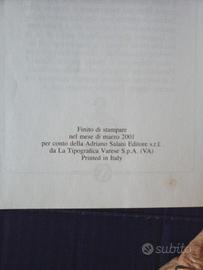 Finito di stampare
nel mese di marzo 2001
per conto della Adriano Salani Editore s.r.l.
da La Tipografica Varese S.p.A. (VA)
Printed in Italy
subito